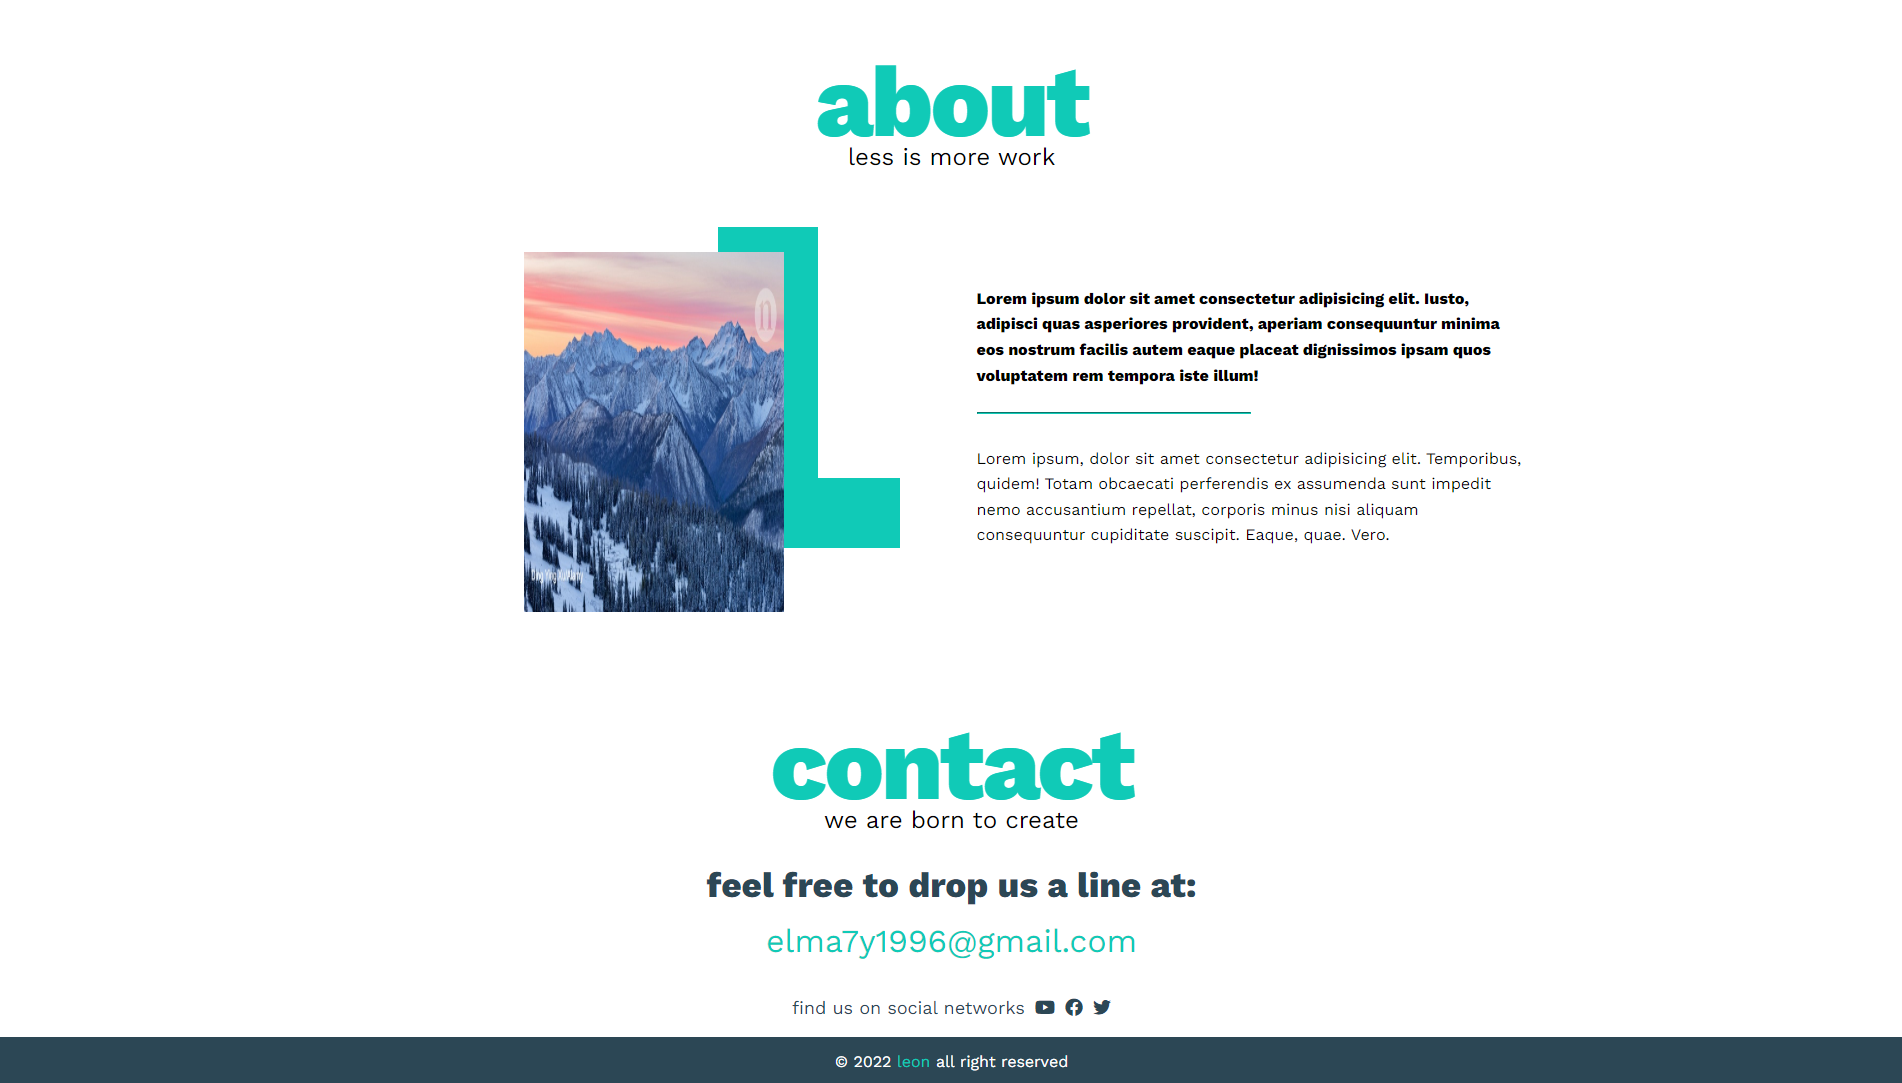 about
less is more work
n
Lorem ipsum dolor sit amet consectetur adipisicing elit. Iusto,
adipisci quas asperiores provident, aperiam consequuntur minima
eos nostrum facilis autem eaque placeat dignissimos ipsam quos
voluptatem rem tempora iste illum!
Lorem ipsum, dolor sit amet consectetur adipisicing elit. Temporibus,
quidem! Totam obcaecati perferendis ex assumenda sunt impedit
nemo accusantium repellat, corporis minus nisi aliquam
consequuntur cupiditate suscipit. Eaque, quae. Vero.
contact
we are born to create
feel free to drop us a line at:
elma7y1996@gmail.com
find us on social networks
© 2022 leon all right reserved